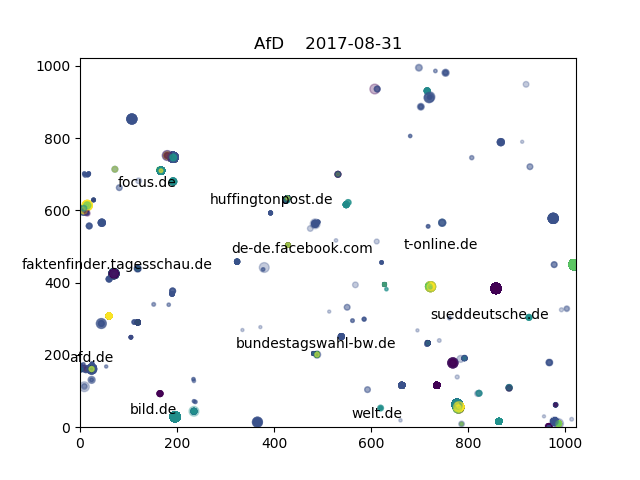 AfD    2017-08-31
1000
800
focus.de
600
huffingtonpost.de
t-online.de
de-de.facebook.com
faktenfinder.tagesschau.de
400
sueddeutsche.de
bundestagswahl-bw.de
200
afd.de
bild.de
welt.de
0
0 200 400 600 800 1000